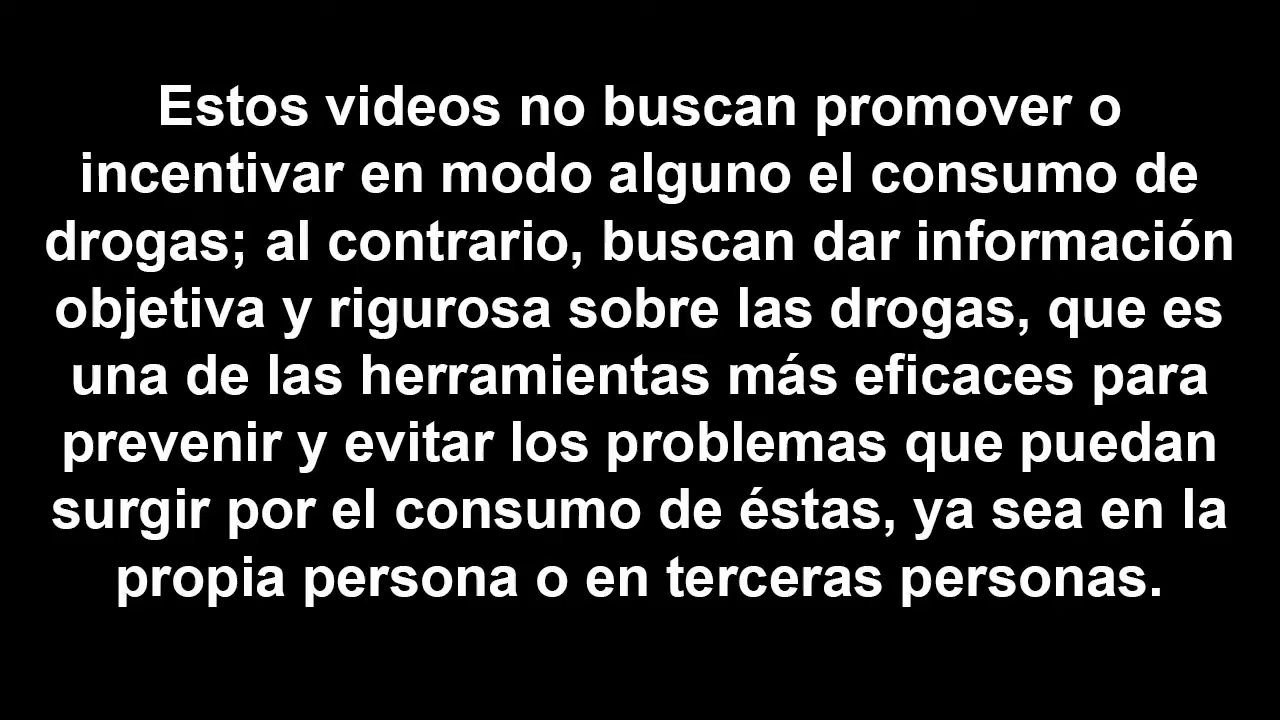 Estos videos no buscan promover o
incentivar en modo alguno el consumo de
drogas; al contrario, buscan dar información
objetiva y rigurosa sobre las drogas, que es
una de las herramientas más eficaces para
prevenir y evitar los problemas que puedan
surgir por el consumo de éstas, ya sea en la
propia persona o en terceras personas.